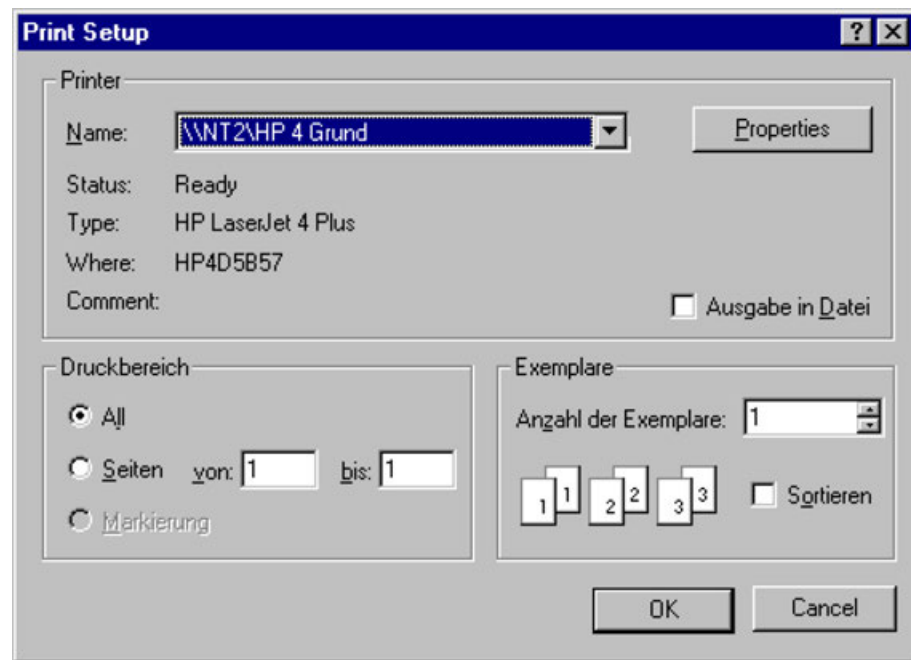 Print Setup
Printer
Name: \\NT2\HP 4 Grund Properties
Status: Ready
Type: HP LaserJet 4 Plus
Where: HP4D5B57
Comment: Ausgabe in Datei
Druckbereich
All
Seiten von: 1 bis: 1
Markierung
Exemplare
Anzahl der Exemplare: 1
1 1 2 2 3 3 Sortieren
OK Cancel